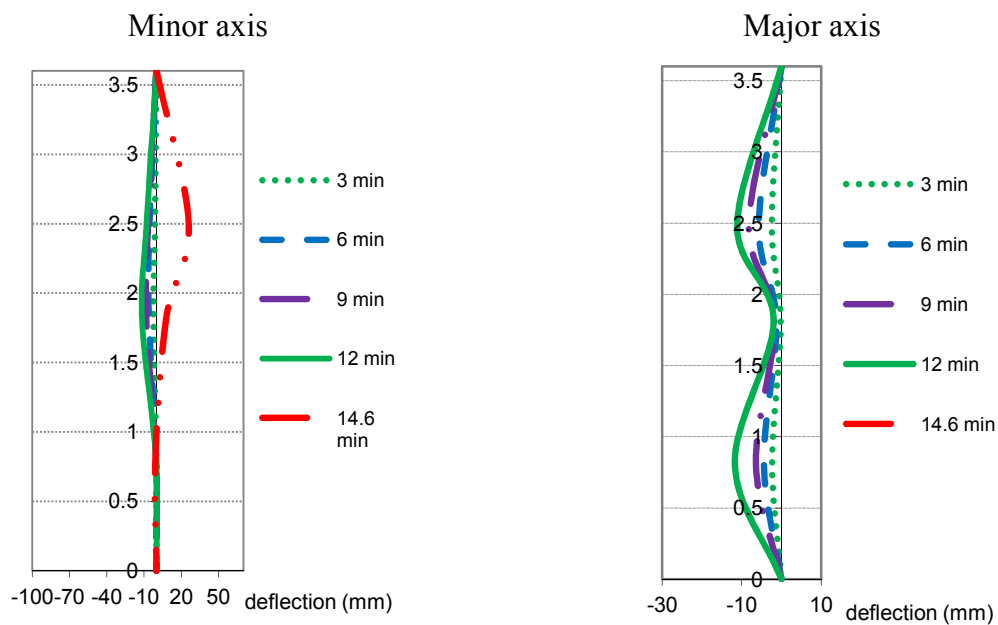 Minor axis
3.5
3
2.5
2
1.5
1
0.5
0
-100 -70 -40 -10 20 50
deflection (mm)
3 min
6 min
9 min
12 min
14.6
min
Major axis
3.5
3
2.5
2
1.5
1
0.5
0
-30 -10 10
deflection (mm)
3 min
6 min
9 min
12 min
14.6 min